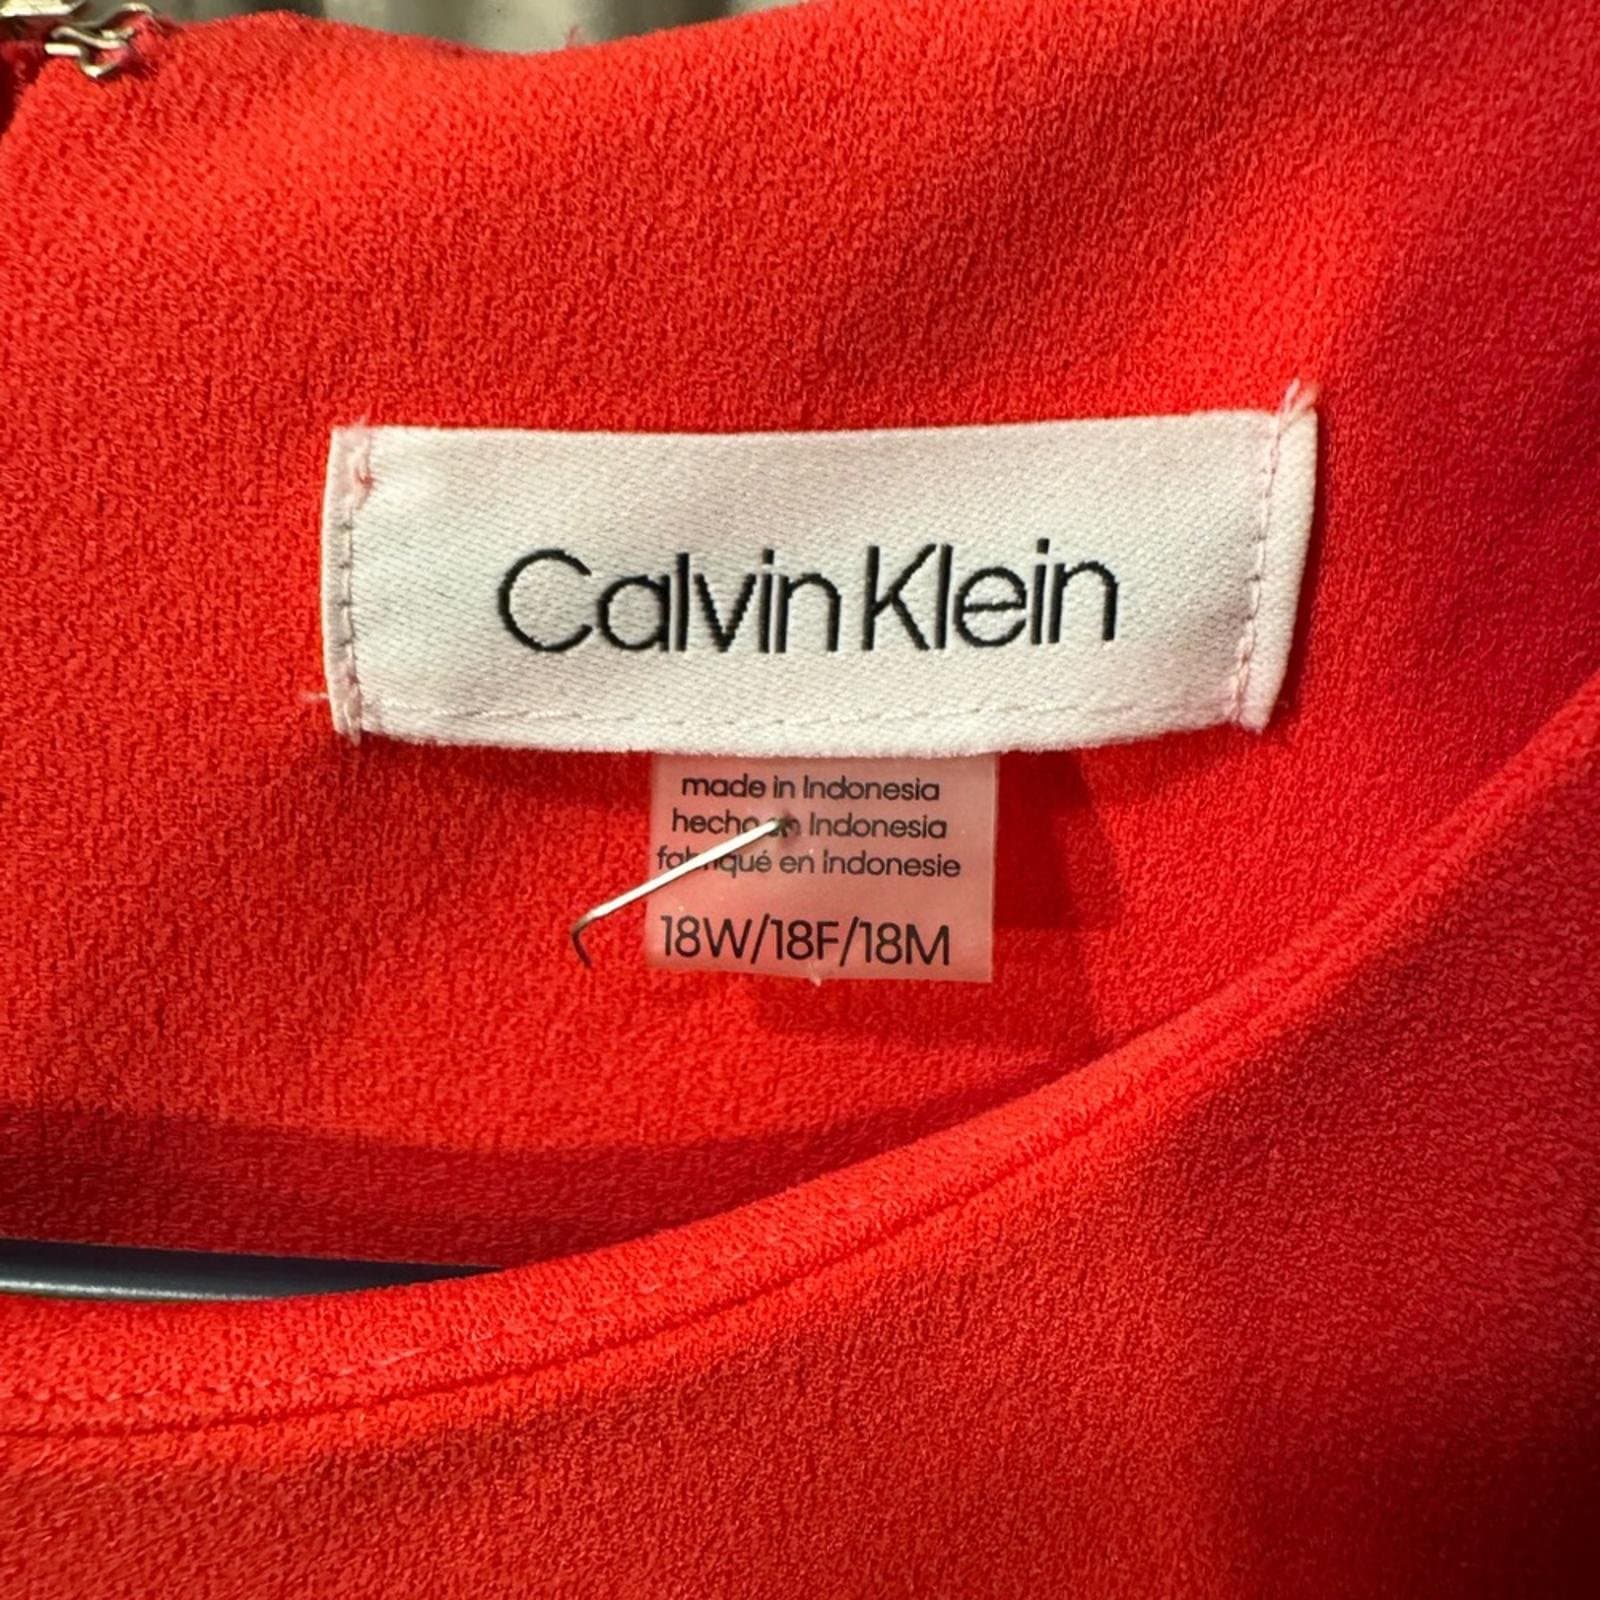 Calvin Klein
made in Indonesia
hecho en Indonesia
fabriqué en Indonesie
18W/18F/18M